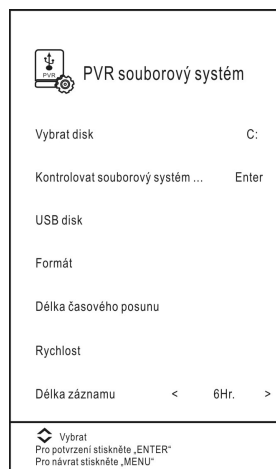 PVR
PVR souborový systém
Vybrat disk C:
Kontrolovat souborový systém ... Enter
USB disk
Formát
Délka časového posunu
Rychlost
Délka záznamu < 6Hr. >
Vybrat
Pro potvrzení stiskněte „ENTER“
Pro návrat stiskněte „MENU“